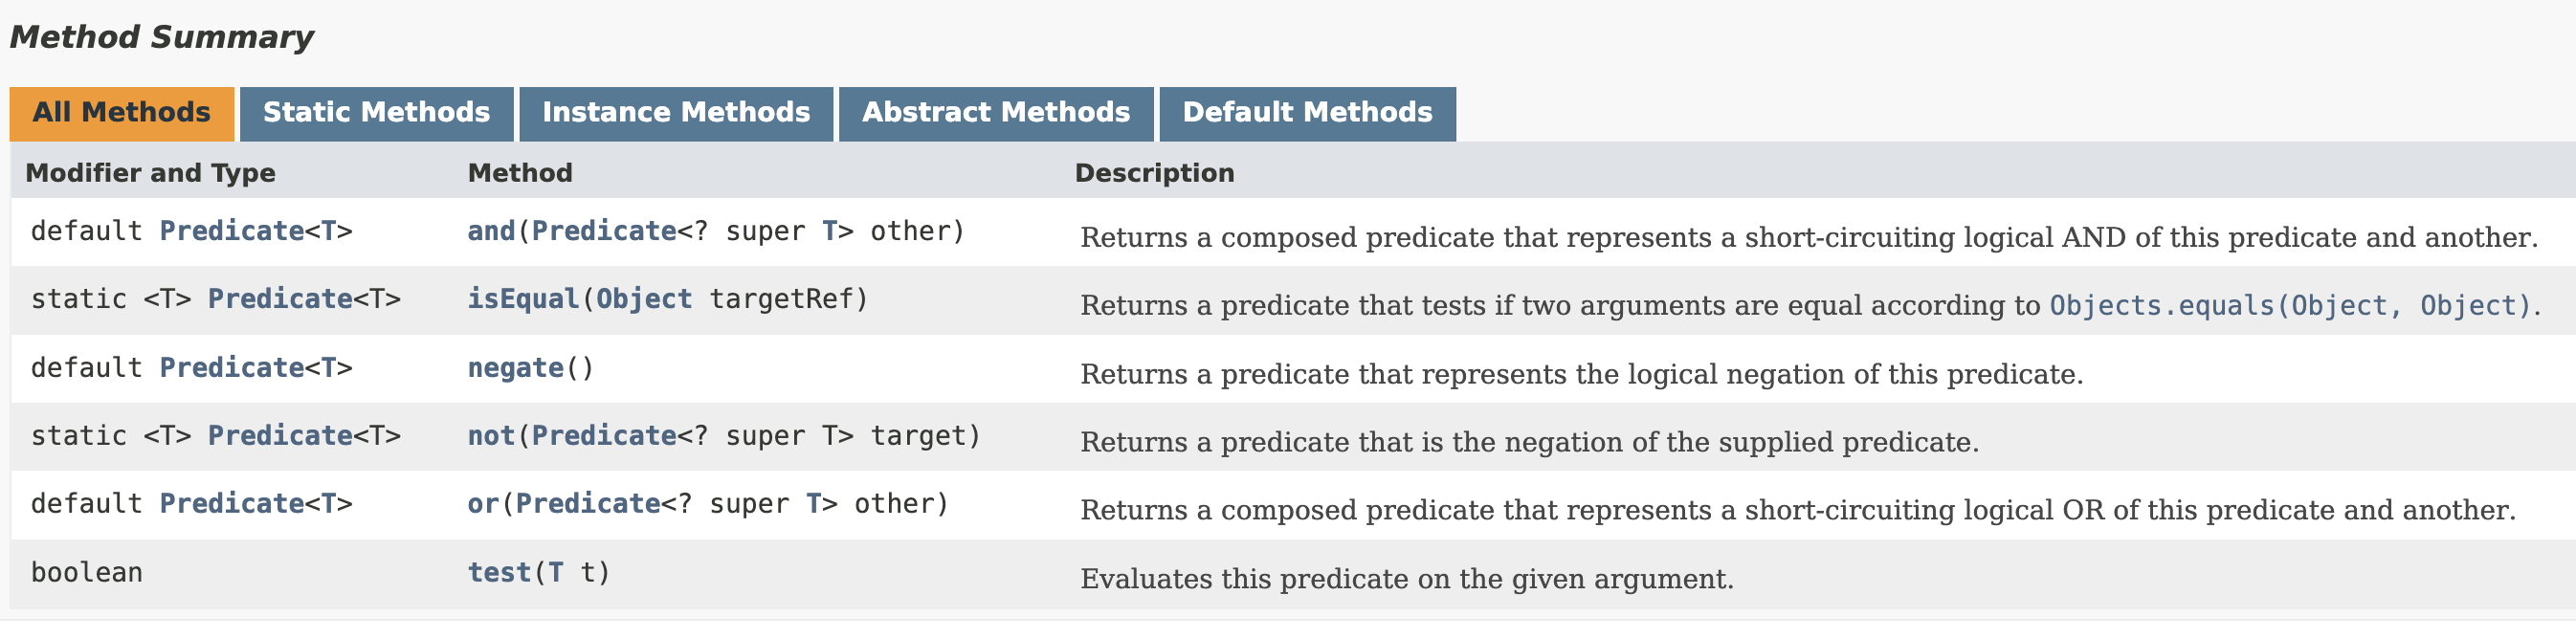 Method Summary
All Methods Static Methods Instance Methods Abstract Methods Default Methods
Modifier and Type Method Description
default Predicate<T> and(Predicate<? super T> other) Returns a composed predicate that represents a short-circuiting logical AND of this predicate and another.
static <T> Predicate<T> isEqual(Object targetRef) Returns a predicate that tests if two arguments are equal according to Objects.equals(Object, Object).
default Predicate<T> negate() Returns a predicate that represents the logical negation of this predicate.
static <T> Predicate<T> not(Predicate<? super T> target) Returns a predicate that is the negation of the supplied predicate.
default Predicate<T> or(Predicate<? super T> other) Returns a composed predicate that represents a short-circuiting logical OR of this predicate and another.
boolean test(T t) Evaluates this predicate on the given argument.